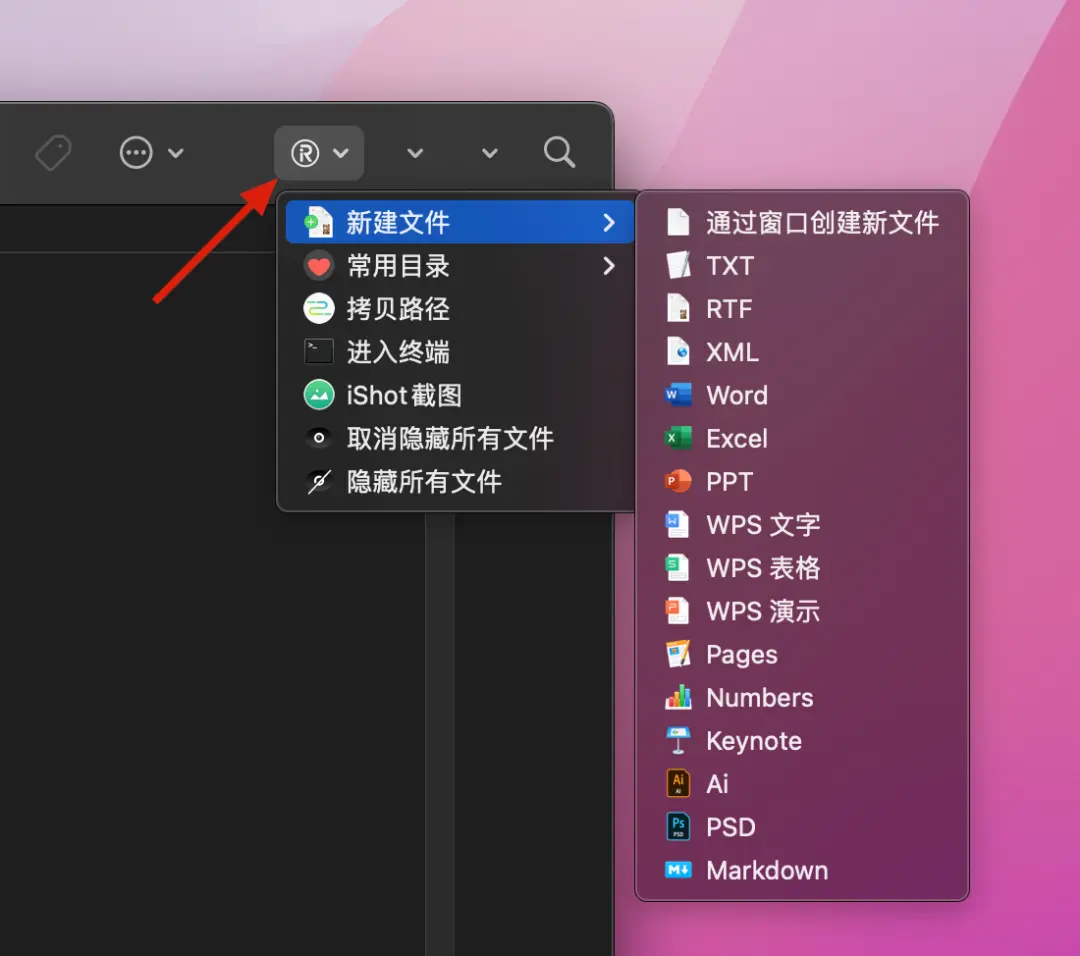 新建文件
常用目录
拷贝路径
进入终端
iShot截图
取消隐藏所有文件
隐藏所有文件
通过窗口创建新文件
TXT
RTF
XML
Word
Excel
PPT
WPS 文字
WPS 表格
WPS 演示
Pages
Numbers
Keynote
Ai
PSD
Markdown